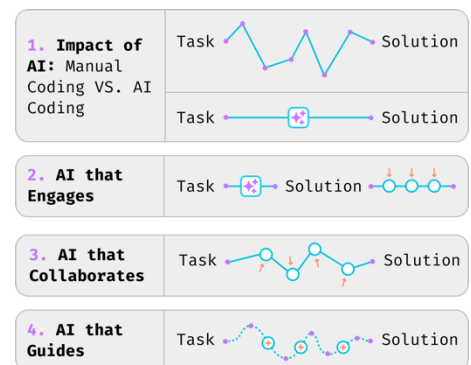 1. Impact of
AI: Manual
Coding VS. AI
Coding
Task
Solution
Task
Solution
2. AI that
Engages
Task
Solution
3. AI that
Collaborates
Task
Solution
4. AI that
Guides
Task
Solution